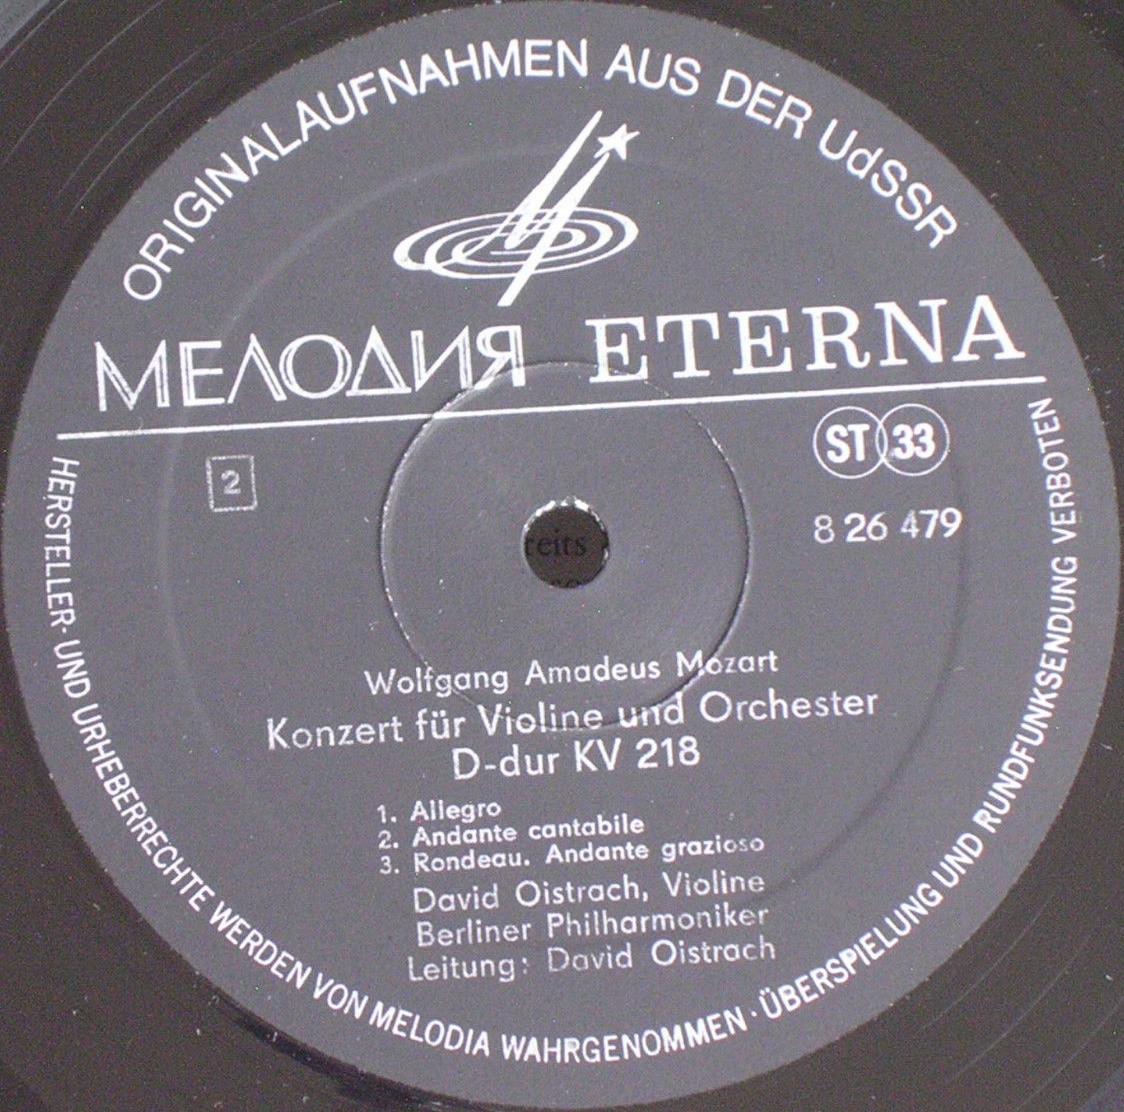 ORIGINALAUFNAHMEN AUS DER UdSSR
МЕЛОДИЯ ETERNA
ST 33
2
8 26 479
Wolfgang Amadeus Mozart
Konzert für Violine und Orchester
D-dur KV 218
1. Allegro
2. Andante cantabile
3. Rondeau. Andante grazioso
David Oistrach, Violine
Berliner Philharmoniker
Leitung: David Oistrach
HERSTELLER- UND URHEBERRECHTE WERDEN VON MELODIA WAHRGENOMMEN · ÜBERSPIELUNG UND RUNDFUNKSENDUNG VERBOTEN